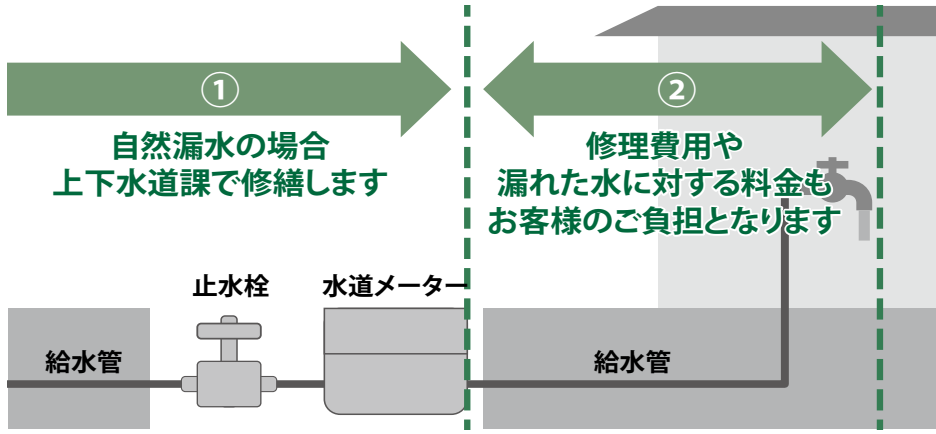 ①
自然漏水の場合
上下水道課で修繕します
②
修理費用や
漏れた水に対する料金も
お客様のご負担となります
止水栓
水道メーター
給水管
給水管